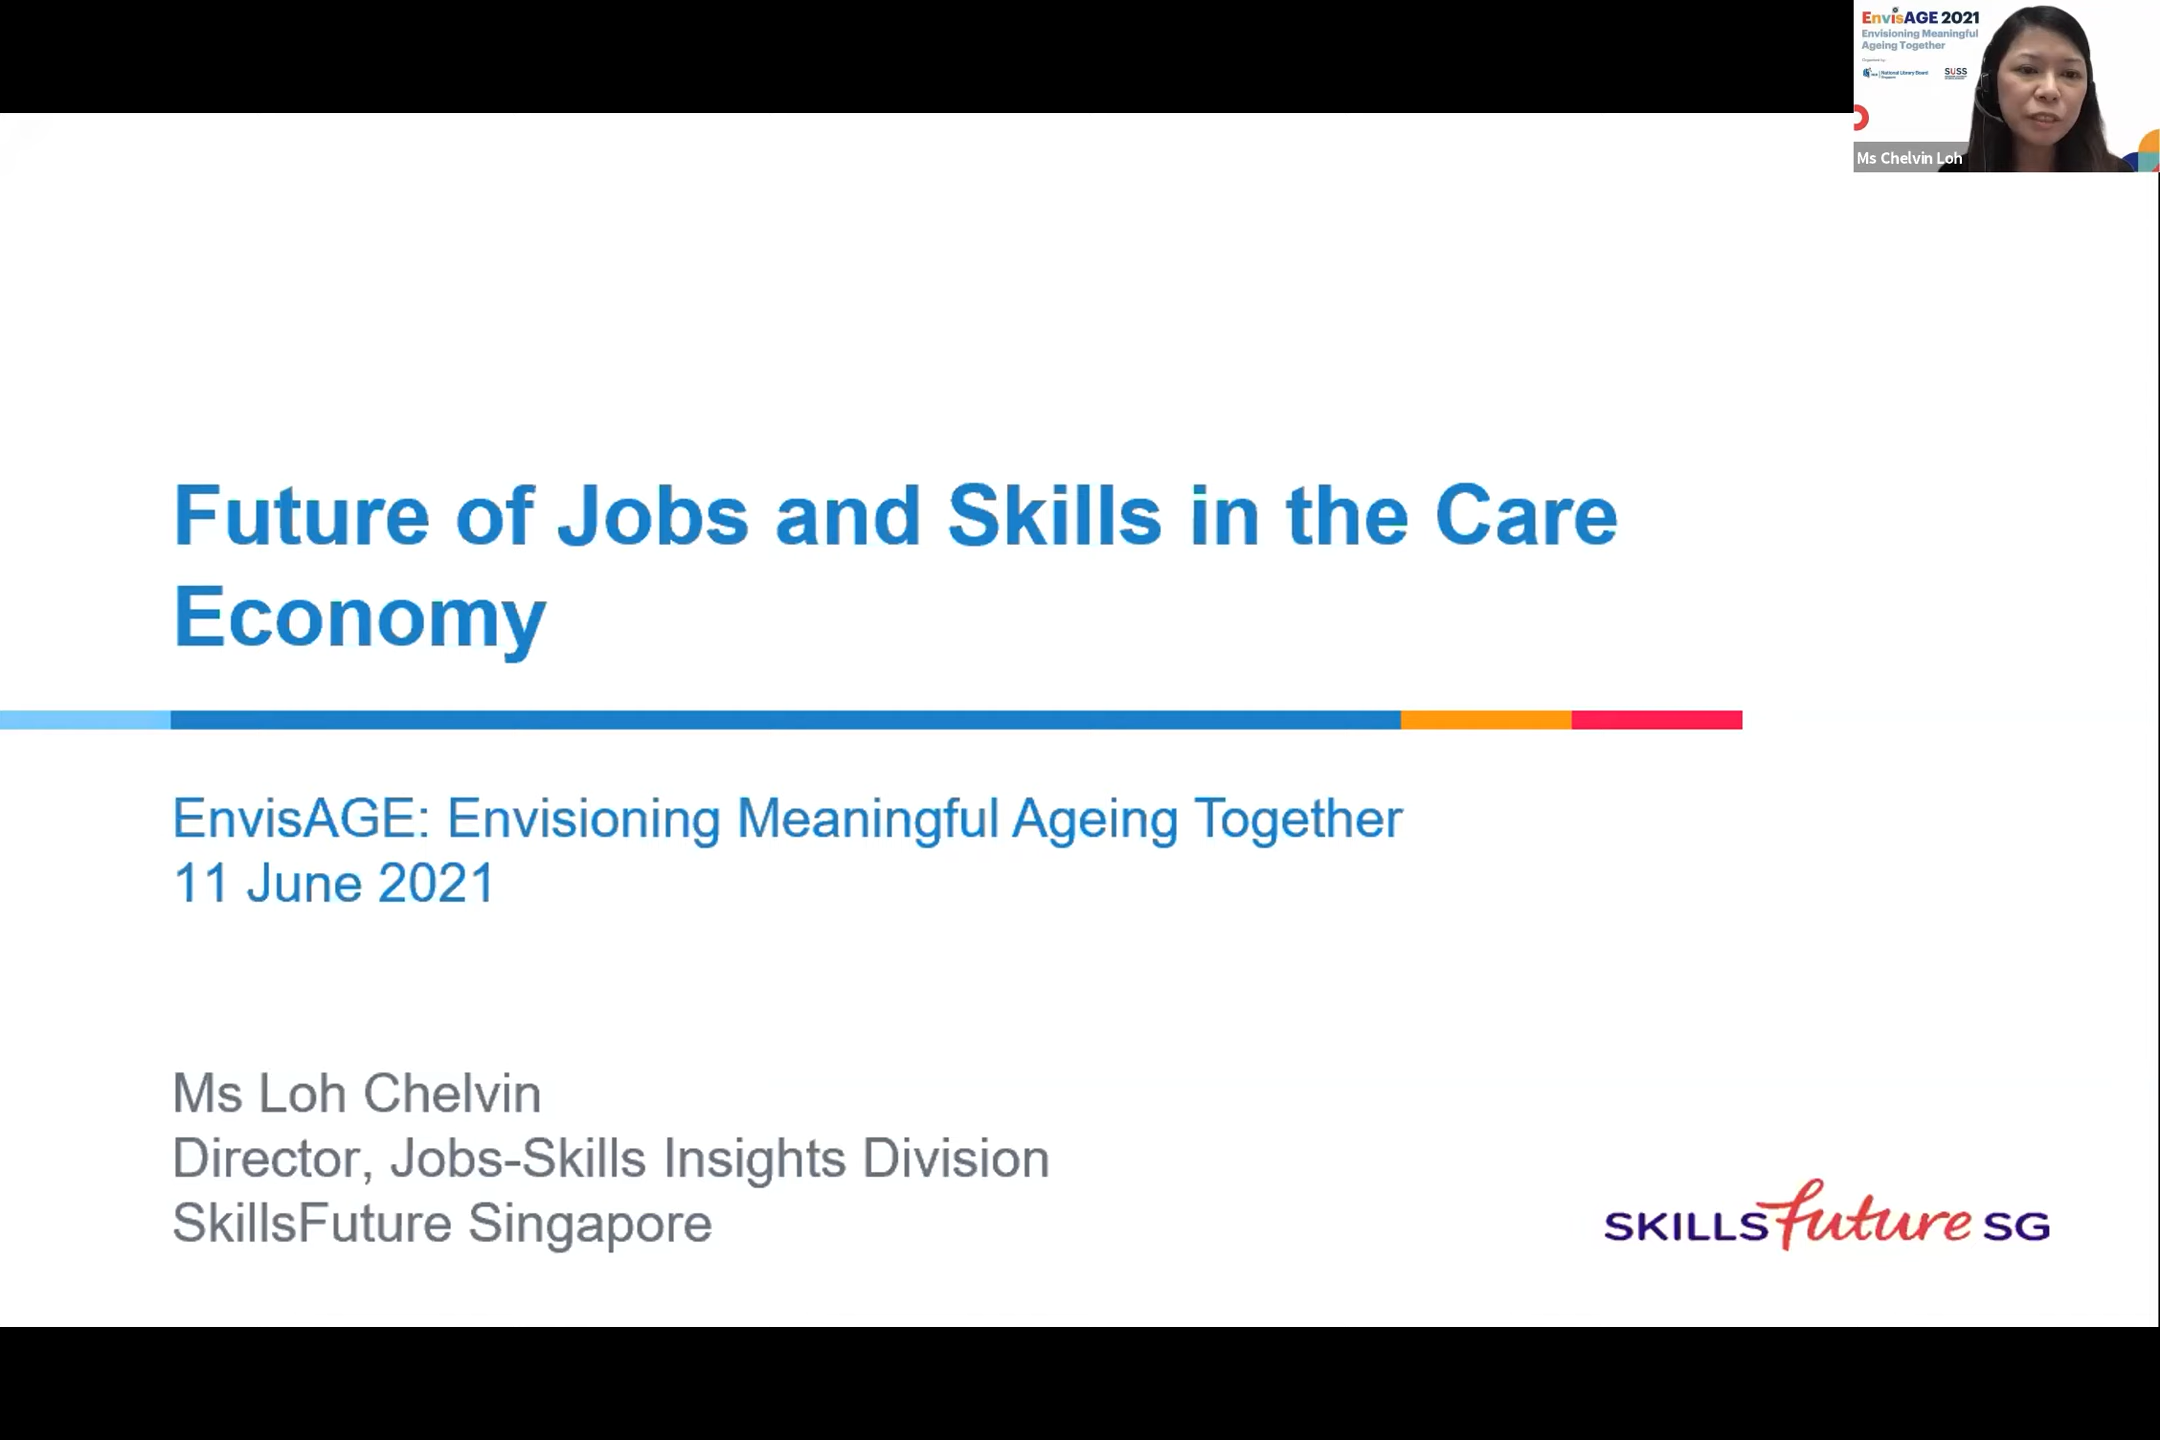 EnvisAGE 2021
Envisioning Meaningful
Ageing Together
National Library Board
Singapore
SUSS
Ms Chelvin Loh
Future of Jobs and Skills in the Care
Economy
EnvisAGE: Envisioning Meaningful Ageing Together
11 June 2021
Ms Loh Chelvin
Director, Jobs-Skills Insights Division
SkillsFuture Singapore
SKILLSfuture SG